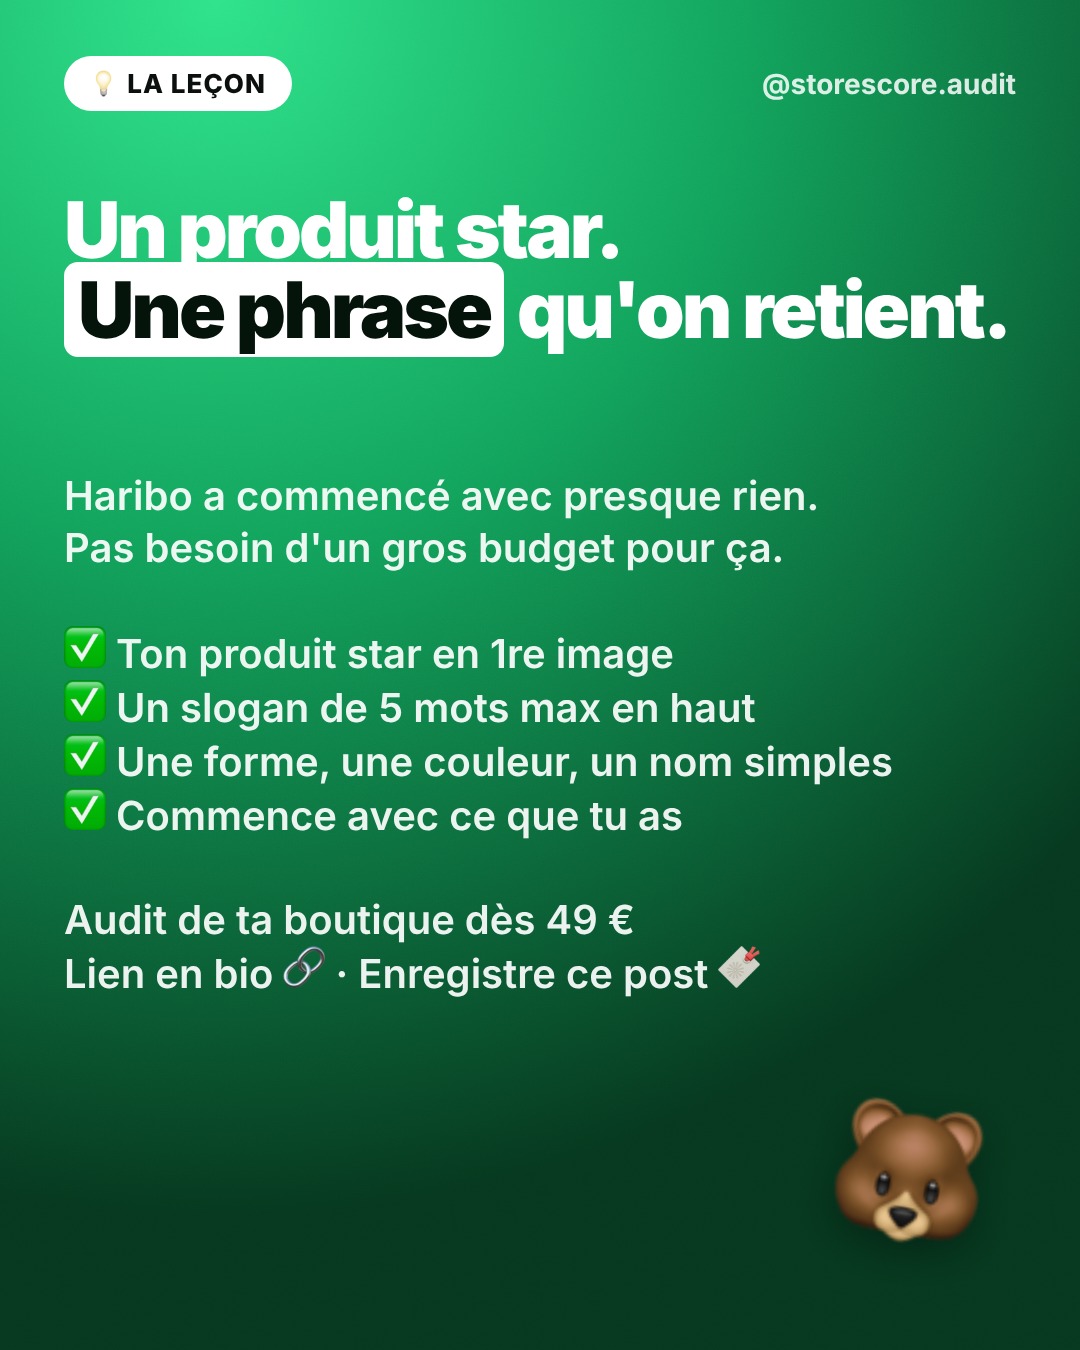 💡 LA LEÇON
@storescore.audit
Un produit star.
Une phrase qu'on retient.
Haribo a commencé avec presque rien.
Pas besoin d'un gros budget pour ça.
✅ Ton produit star en 1re image
✅ Un slogan de 5 mots max en haut
✅ Une forme, une couleur, un nom simples
✅ Commence avec ce que tu as
Audit de ta boutique dès 49 €
Lien en bio 🔗 · Enregistre ce post 🔖